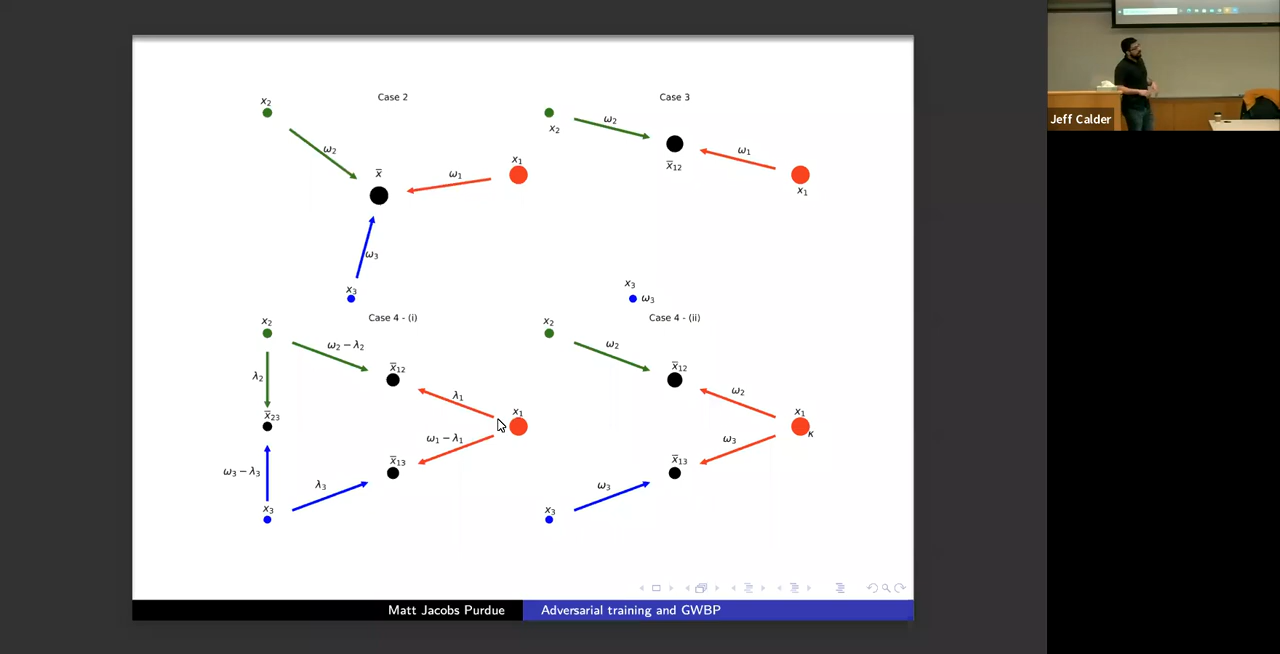 Case 2
x₂
ω₂
x̅
x₁
ω₁
ω₃
x₃
Case 3
x₂
ω₂
x̅₁₂
ω₁
x₁
x₃
ω₃
Case 4 - (i)
x₂
ω₂ − λ₂
x̅₁₂
λ₂
λ₁
x₁
x̅₂₃
ω₁ − λ₁
x̅₁₃
ω₃ − λ₃
λ₃
x₃
Case 4 - (ii)
x₂
ω₂
x̅₁₂
ω₂
x₁
κ
ω₃
x̅₁₃
ω₃
x₃
Matt Jacobs Purdue
Adversarial training and GWBP
Jeff Calder